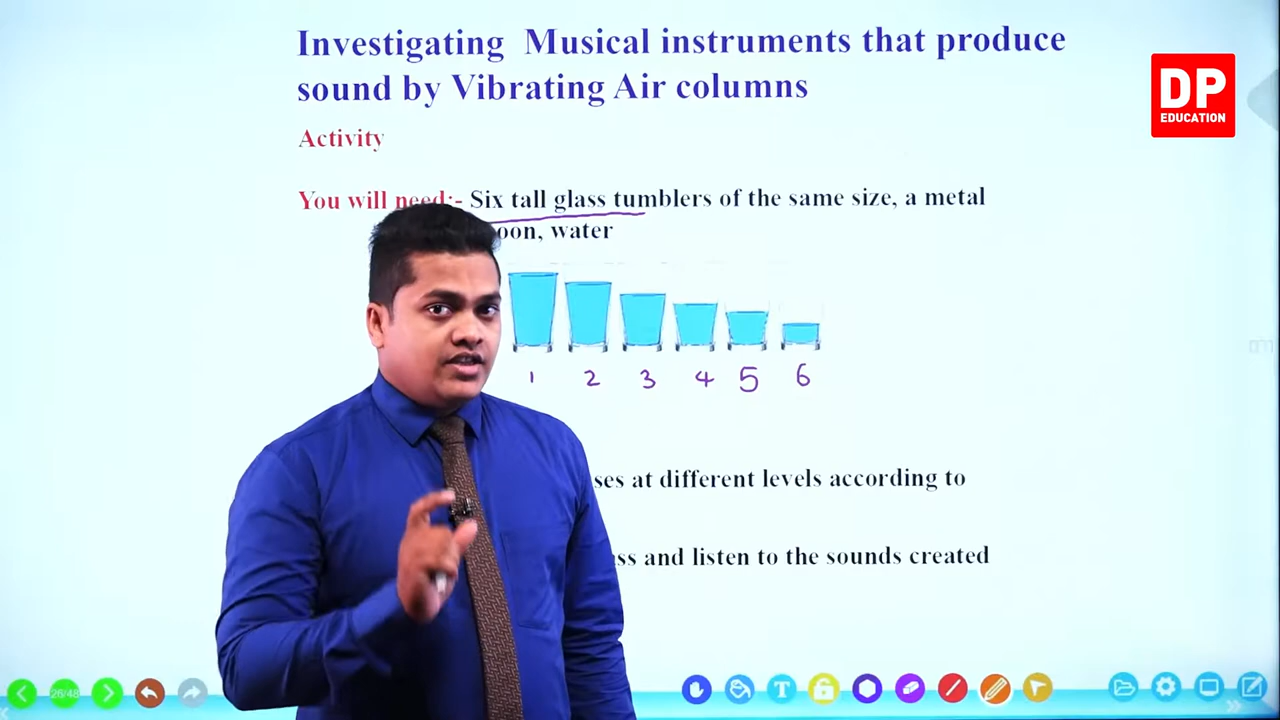 Investigating Musical instruments that produce
sound by Vibrating Air columns
DP
EDUCATION
Activity
You will need:- Six tall glass tumblers of the same size, a metal
oon, water
1 2 3 4 5 6
ses at different levels according to
ss and listen to the sounds created
26/48
T